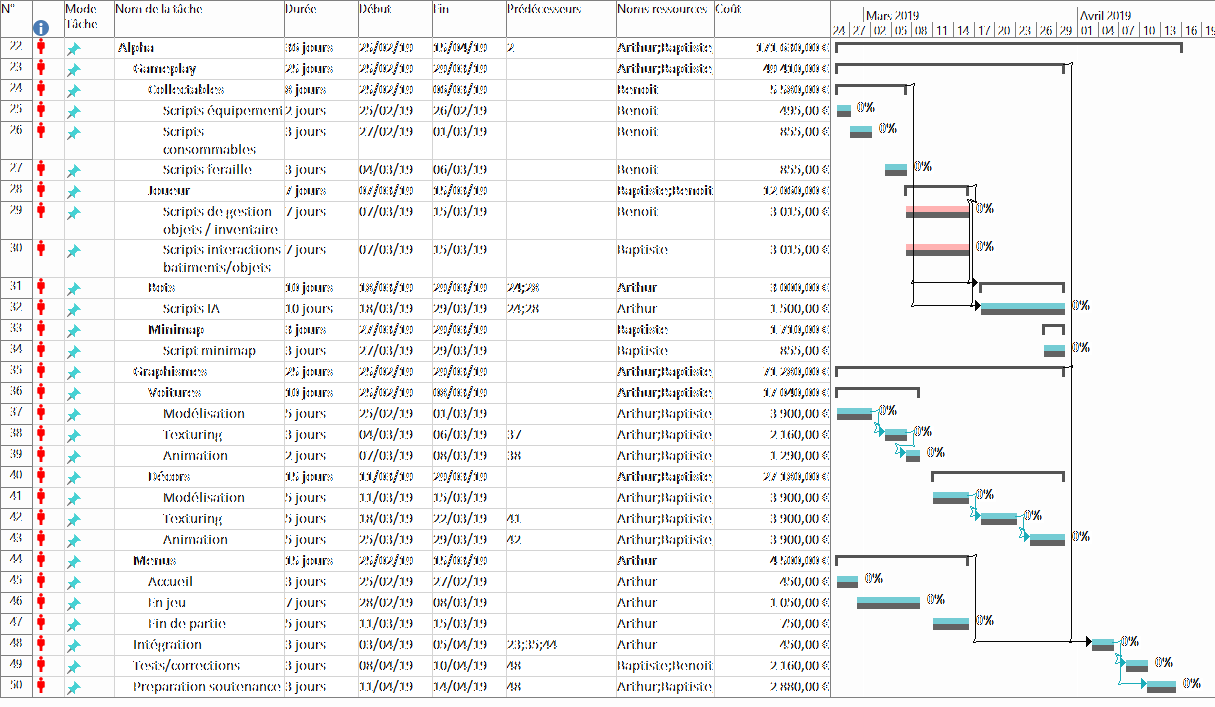 N° Mode Tâche Nom de la tâche Durée Début Fin Prédécesseurs Noms ressources Coût
Mars 2019 Avril 2019
24 27 02 05 08 11 14 17 20 23 26 29 01 04 07 10 13 16 19
22 Alpha 36 jours 25/02/19 15/04/19 2 Arthur;Baptiste
23 Gameplay 25 jours 25/02/19 29/03/19 Arthur;Baptiste
24 Collectables 8 jours 25/02/19 06/03/19 Benoit
25 Scripts équipement 2 jours 25/02/19 26/02/19 Benoit 495,00 € 0%
26 Scripts consommables 3 jours 27/02/19 01/03/19 Benoit 855,00 € 0%
27 Scripts feraille 3 jours 04/03/19 06/03/19 Benoit 855,00 € 0%
28 Joueur 7 jours 07/03/19 15/03/19 Baptiste;Benoit
29 Scripts de gestion objets / inventaire 7 jours 07/03/19 15/03/19 Benoit 3 015,00 € 0%
30 Scripts interactions batiments/objets 7 jours 07/03/19 15/03/19 Baptiste 3 015,00 € 0%
31 Bots 10 jours 18/03/19 29/03/19 24;28 Arthur 3 000,00 €
32 Scripts IA 10 jours 18/03/19 29/03/19 24;28 Arthur 1 500,00 € 0%
33 Minimap 3 jours 27/03/19 29/03/19 Baptiste 1 710,00 €
34 Script minimap 3 jours 27/03/19 29/03/19 Baptiste 855,00 € 0%
35 Graphismes 25 jours 25/02/19 29/03/19 Arthur;Baptiste
36 Voitures 10 jours 25/02/19 08/03/19 Arthur;Baptiste
37 Modélisation 5 jours 25/02/19 01/03/19 Arthur;Baptiste 3 900,00 € 0%
38 Texturing 3 jours 04/03/19 06/03/19 37 Arthur;Baptiste 2 160,00 € 0%
39 Animation 2 jours 07/03/19 08/03/19 38 Arthur;Baptiste 1 290,00 € 0%
40 Décors 15 jours 11/03/19 29/03/19 Arthur;Baptiste
41 Modélisation 5 jours 11/03/19 15/03/19 Arthur;Baptiste 3 900,00 € 0%
42 Texturing 5 jours 18/03/19 22/03/19 41 Arthur;Baptiste 3 900,00 € 0%
43 Animation 5 jours 25/03/19 29/03/19 42 Arthur;Baptiste 3 900,00 € 0%
44 Menus 15 jours 25/02/19 15/03/19 Arthur 4 500,00 €
45 Accueil 3 jours 25/02/19 27/02/19 Arthur 450,00 € 0%
46 En jeu 7 jours 28/02/19 08/03/19 Arthur 1 050,00 € 0%
47 Fin de partie 5 jours 11/03/19 15/03/19 Arthur 750,00 € 0%
48 Intégration 3 jours 03/04/19 05/04/19 23;35;44 Arthur 450,00 € 0%
49 Tests/corrections 3 jours 08/04/19 10/04/19 48 Baptiste;Benoit 2 160,00 € 0%
50 Preparation soutenance 3 jours 11/04/19 14/04/19 48 Arthur;Baptiste 2 880,00 € 0%